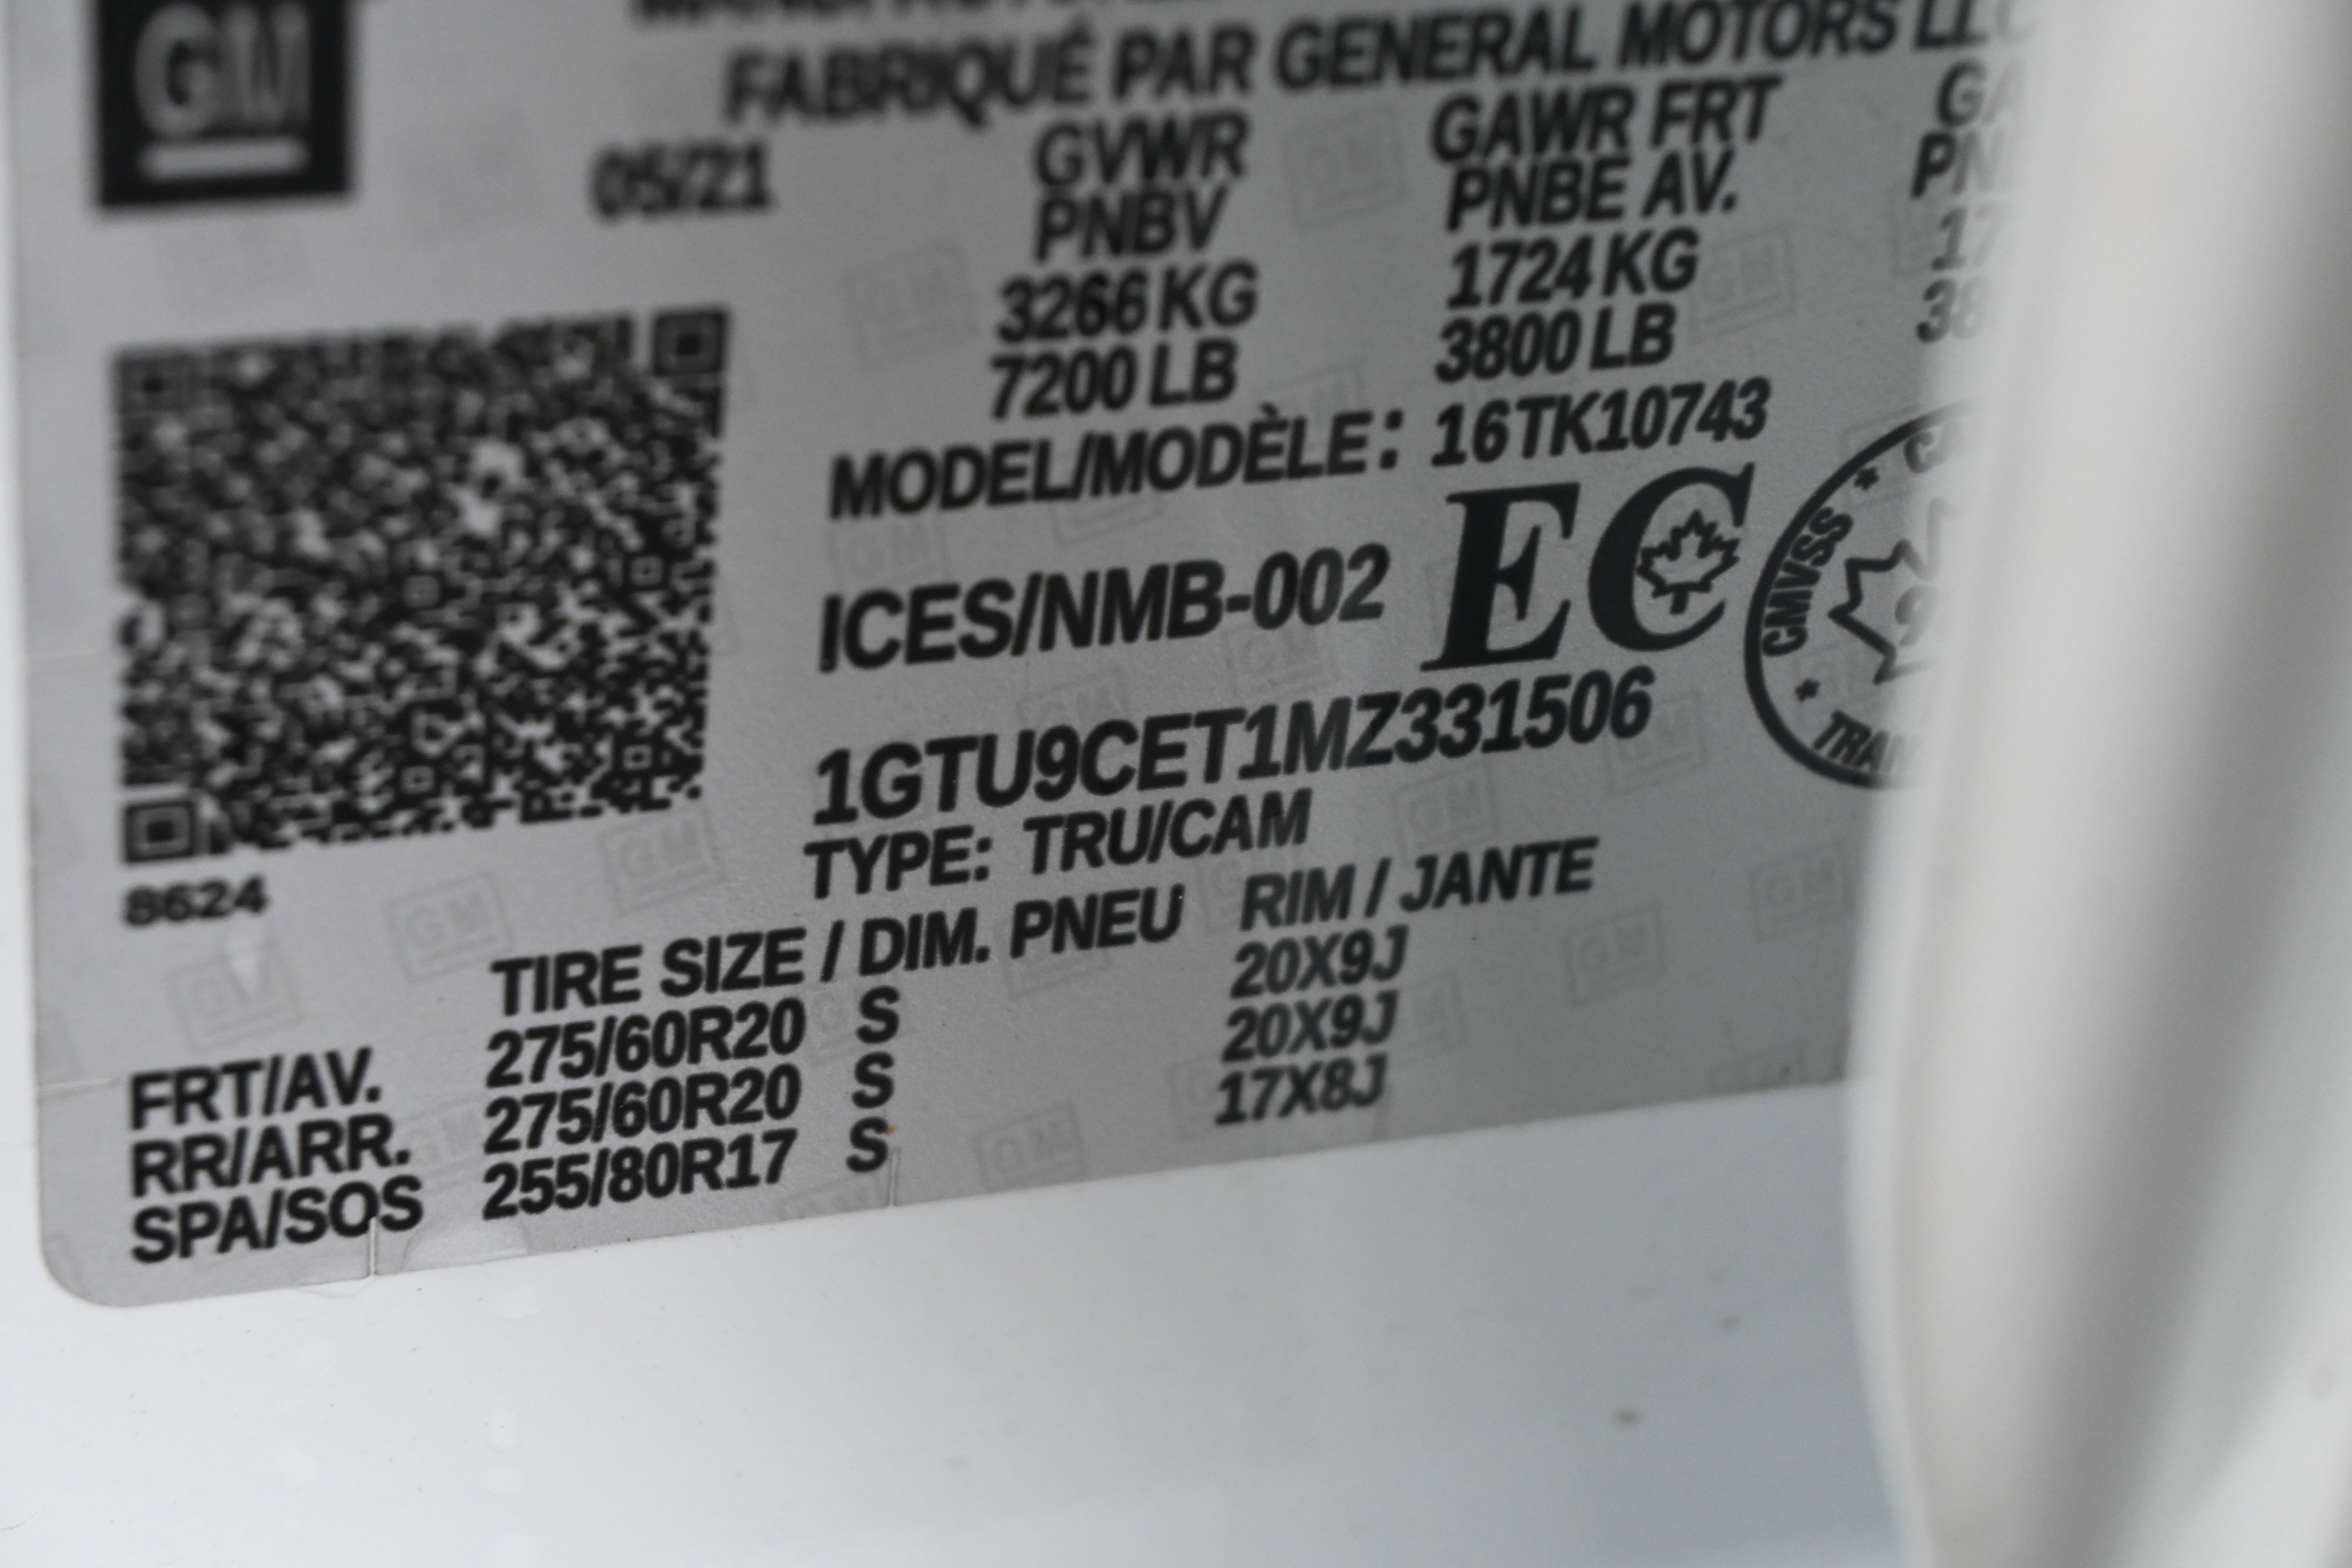 GM
FABRIQUÉ PAR GENERAL MOTORS LLC
05/21
GVWR
PNBV
3266 KG
7200 LB
GAWR FRT
PNBE AV.
1724 KG
3800 LB
MODEL/MODÈLE: 16TK10743
ICES/NMB-002
EC
CMVSS
1GTU9CET1MZ331506
TYPE: TRU/CAM
8624
TIRE SIZE / DIM. PNEU RIM / JANTE
FRT/AV. 275/60R20 S 20X9J
RR/ARR. 275/60R20 S 20X9J
SPA/SOS 255/80R17 S 17X8J